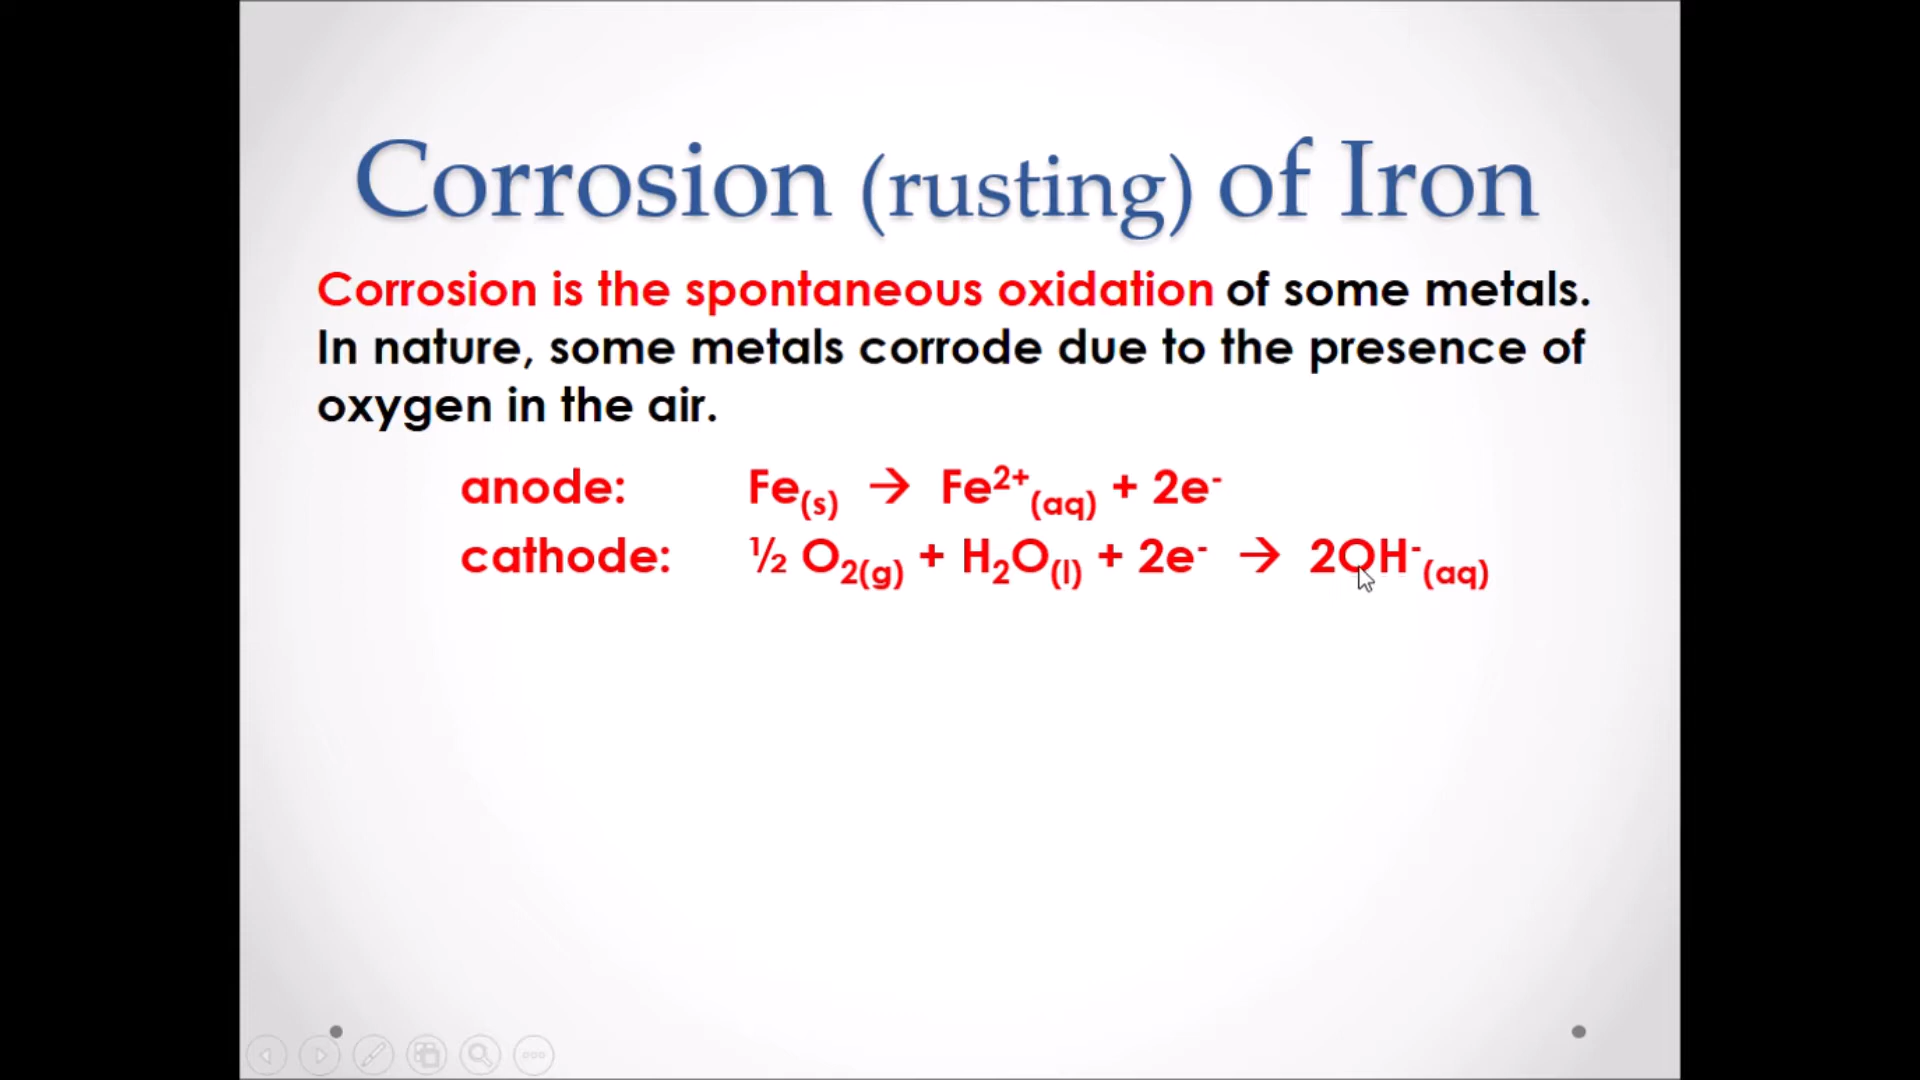 Corrosion (rusting) of Iron
Corrosion is the spontaneous oxidation of some metals.
In nature, some metals corrode due to the presence of
oxygen in the air.
anode: Fe(s) → Fe²⁺(aq) + 2e⁻
cathode: ½ O₂(g) + H₂O(l) + 2e⁻ → 2OH⁻(aq)